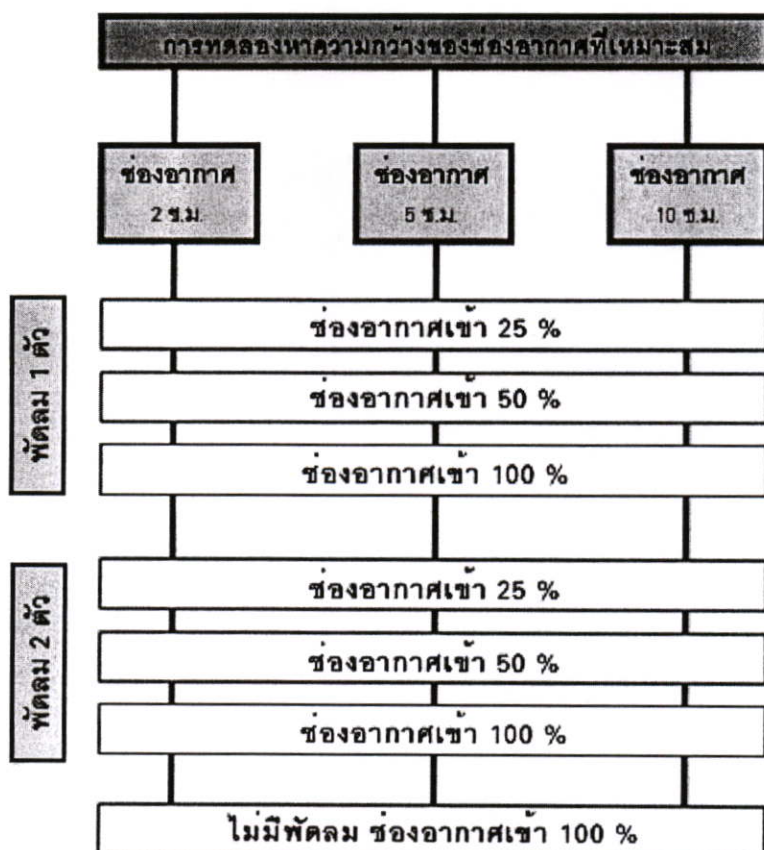 การทดลองหาความกว้างของช่องอากาศที่เหมาะสม
ช่องอากาศ
2 ซ.ม.
ช่องอากาศ
5 ซ.ม.
ช่องอากาศ
10 ซ.ม.
พัดลม 1 ตัว
ช่องอากาศเข้า 25 %
ช่องอากาศเข้า 50 %
ช่องอากาศเข้า 100 %
พัดลม 2 ตัว
ช่องอากาศเข้า 25 %
ช่องอากาศเข้า 50 %
ช่องอากาศเข้า 100 %
ไม่มีพัดลม ช่องอากาศเข้า 100 %